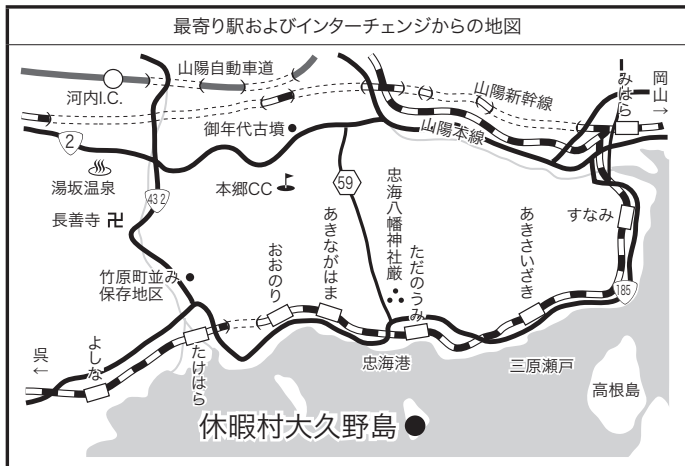 最寄り駅およびインターチェンジからの地図
山陽自動車道
河内I.C.
山陽新幹線
みはら
岡山→
山陽本線
御年代古墳
2
湯坂温泉
432
本郷CC
59
長善寺
忠海八幡神社厳
あきながはま
おおのり
ただのうみ
あきさいざき
すなみ
185
竹原町並み
保存地区
よしな
呉←
たけはら
忠海港
三原瀬戸
高根島
休暇村大久野島